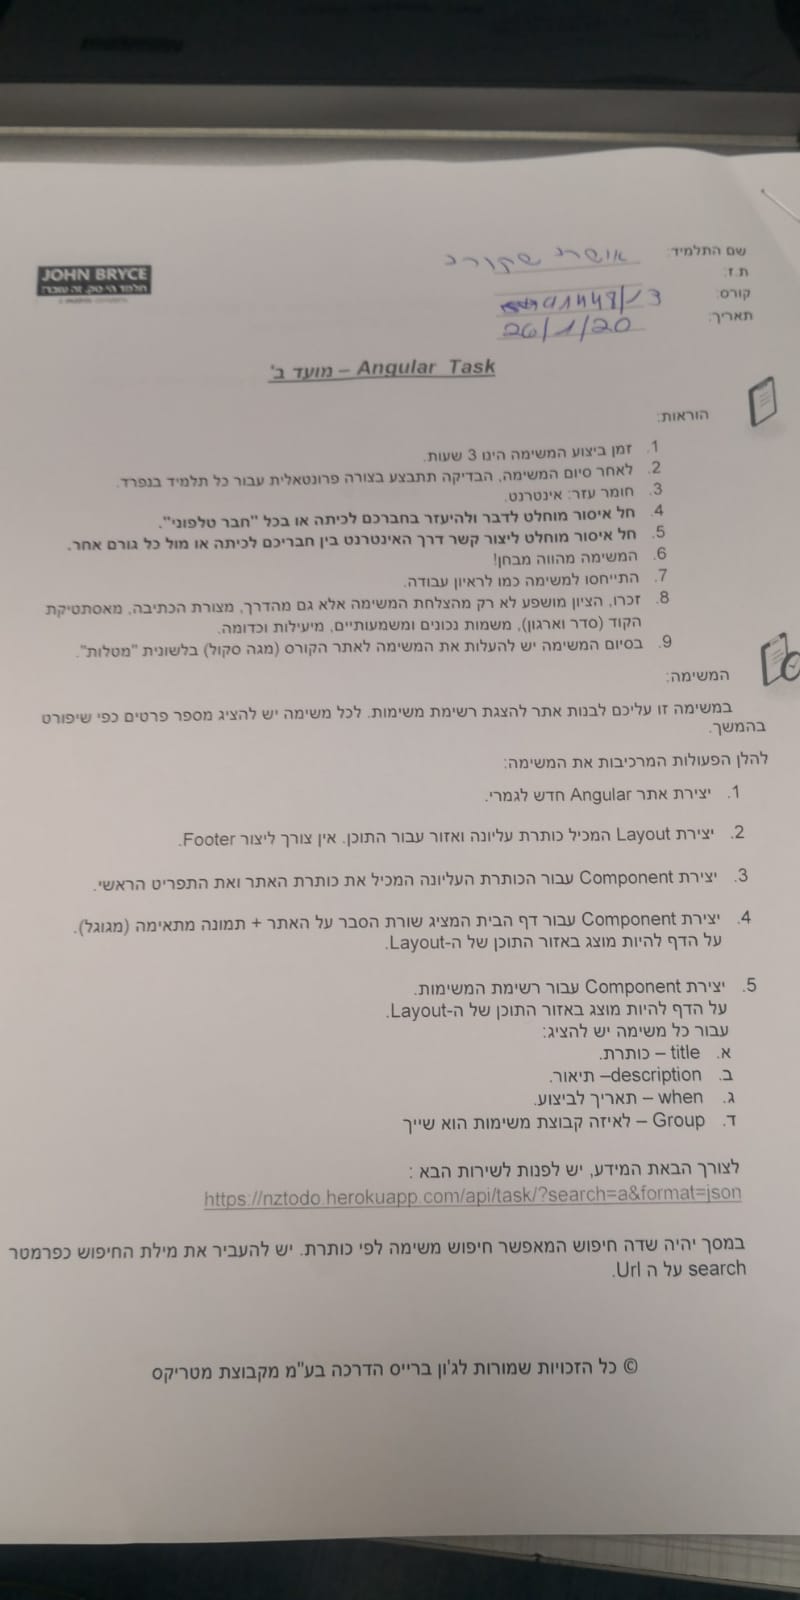 JOHN BRYCE
תלמד הי טק. זה עובד!
a matrix company
שם התלמיד: אושרי
ת.ז:
קורס: 13/
תאריך: 26/1/20
Angular Task – מועד ב'
הוראות:
1. זמן ביצוע המשימה הינו 3 שעות.
2. לאחר סיום המשימה, הבדיקה תתבצע בצורה פרונטאלית עבור כל תלמיד בנפרד.
3. חומר עזר: אינטרנט.
4. חל איסור מוחלט לדבר ולהיעזר בחברכם לכיתה או בכל "חבר טלפוני".
5. חל איסור מוחלט ליצור קשר דרך האינטרנט בין חבריכם לכיתה או מול כל גורם אחר.
6. המשימה מהווה מבחן!
7. התייחסו למשימה כמו לראיון עבודה.
8. זכרו, הציון מושפע לא רק מהצלחת המשימה אלא גם מהדרך, מצורת הכתיבה, מאסתטיקת
הקוד (סדר וארגון), משמות נכונים ומשמעותיים, מיעילות וכדומה.
9. בסיום המשימה יש להעלות את המשימה לאתר הקורס (מגה סקול) בלשונית "מטלות".
המשימה:
במשימה זו עליכם לבנות אתר להצגת רשימת משימות. לכל משימה יש להציג מספר פרטים כפי שיפורט
בהמשך.
להלן הפעולות המרכיבות את המשימה:
1. יצירת אתר Angular חדש לגמרי.
2. יצירת Layout המכיל כותרת עליונה ואזור עבור התוכן. אין צורך ליצור Footer.
3. יצירת Component עבור הכותרת העליונה המכיל את כותרת האתר ואת התפריט הראשי.
4. יצירת Component עבור דף הבית המציג שורת הסבר על האתר + תמונה מתאימה (מגוגל).
על הדף להיות מוצג באזור התוכן של ה-Layout.
5. יצירת Component עבור רשימת המשימות.
על הדף להיות מוצג באזור התוכן של ה-Layout.
עבור כל משימה יש להציג:
א. title – כותרת.
ב. description– תיאור.
ג. when – תאריך לביצוע.
ד. Group – לאיזה קבוצת משימות הוא שייך
לצורך הבאת המידע, יש לפנות לשירות הבא :
https://nztodo.herokuapp.com/api/task/?search=a&format=json
במסך יהיה שדה חיפוש המאפשר חיפוש משימה לפי כותרת. יש להעביר את מילת החיפוש כפרמטר
search על ה Url.
© כל הזכויות שמורות לג'ון ברייס הדרכה בע"מ מקבוצת מטריקס